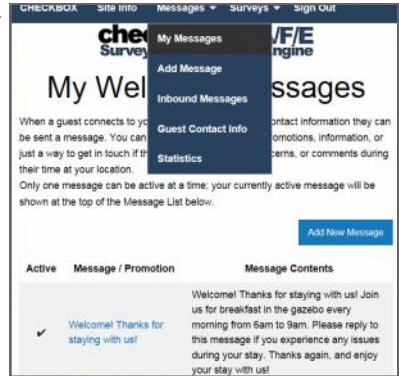 CHECKBOX Site Info Messages Surveys Sign Out
My Messages
Add Message
Inbound Messages
Guest Contact Info
Statistics
che /F/E
Survey gine
My Wel ssages
When a guest connects to yo ontact information they can
be sent a message. You can omotions, information, or
just a way to get in touch if th cerns, or comments during
their time at your location.
Only one message can be active at a time; your currently active message will be
shown at the top of the Message List below.
Add New Message
Active Message / Promotion Message Contents
✔ Welcome! Thanks for
staying with us!
Welcome! Thanks for staying with us! Join
us for breakfast in the gazebo every
morning from 6am to 9am. Please reply to
this message if you experience any issues
during your stay. Thanks again, and enjoy
your stay with us!